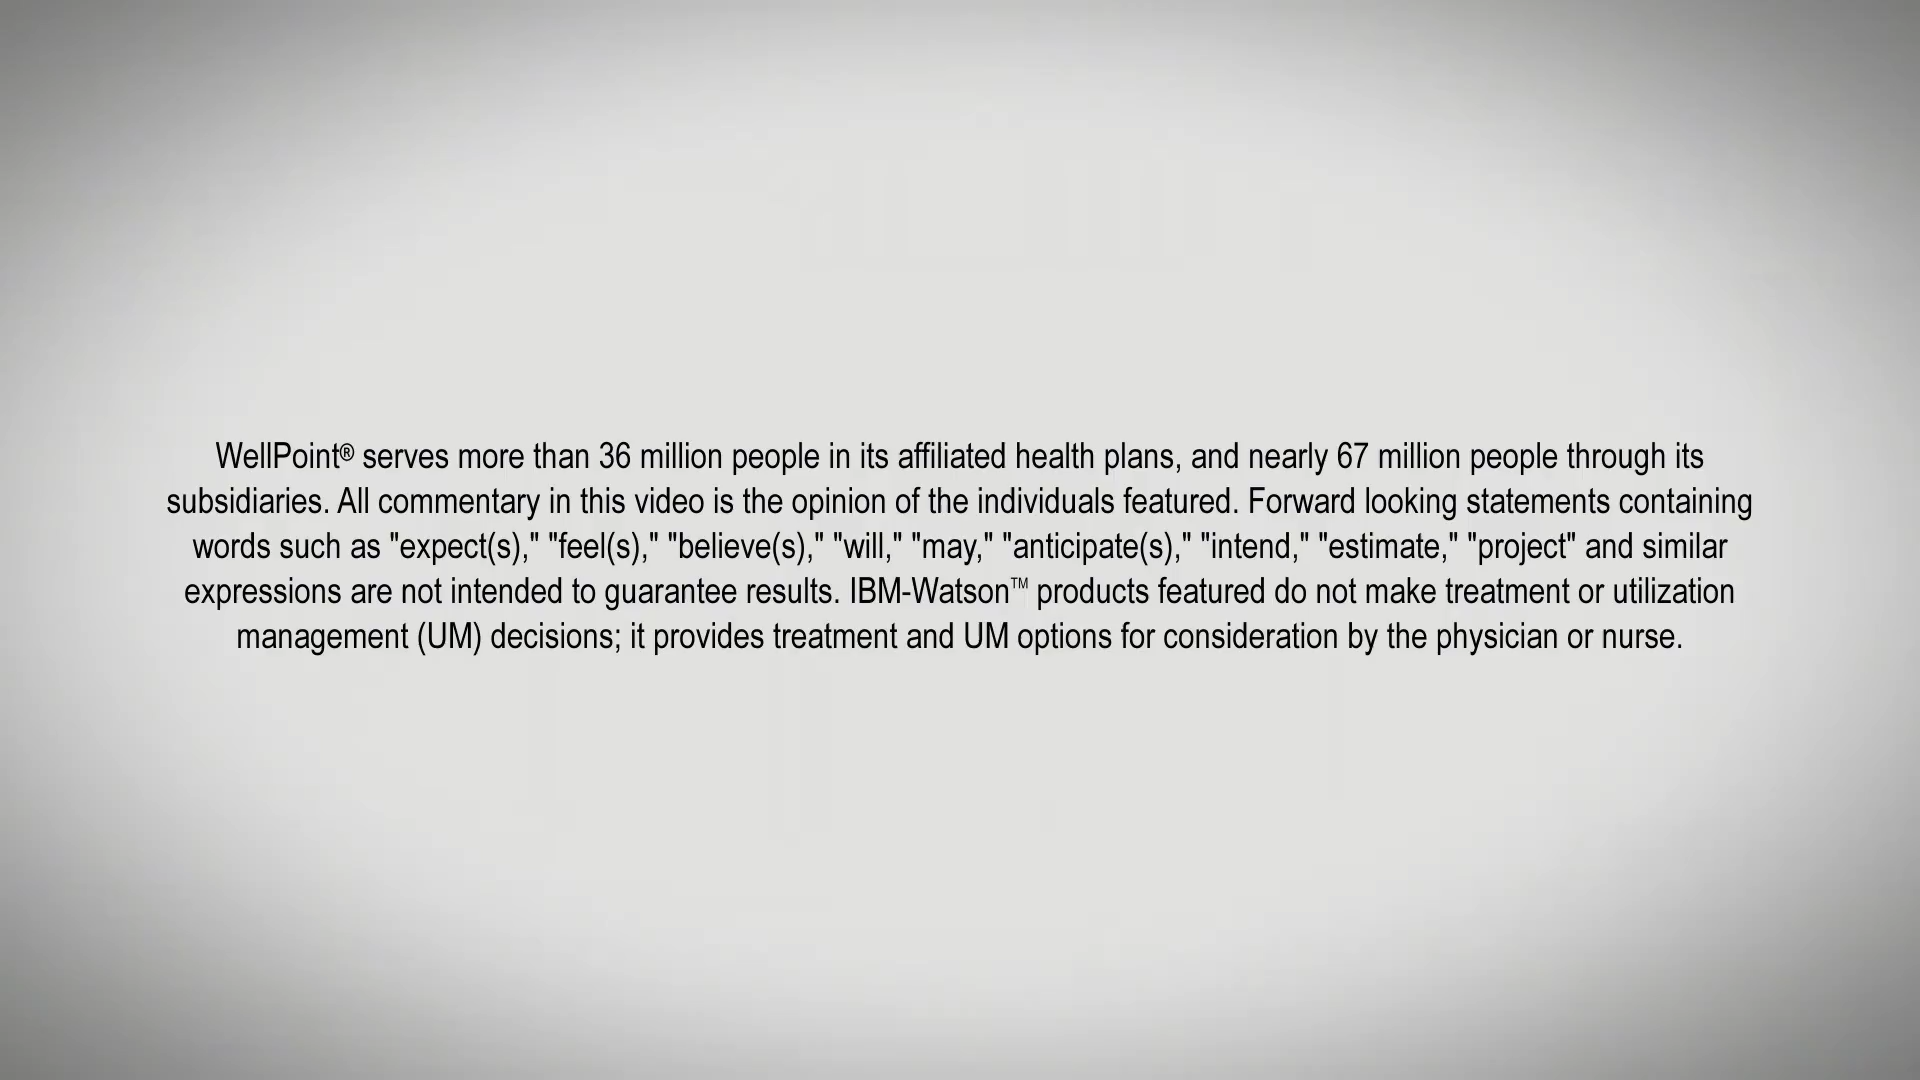 WellPoint® serves more than 36 million people in its affiliated health plans, and nearly 67 million people through its
subsidiaries. All commentary in this video is the opinion of the individuals featured. Forward looking statements containing
words such as "expect(s)," "feel(s)," "believe(s)," "will," "may," "anticipate(s)," "intend," "estimate," "project" and similar
expressions are not intended to guarantee results. IBM-Watson™ products featured do not make treatment or utilization
management (UM) decisions; it provides treatment and UM options for consideration by the physician or nurse.